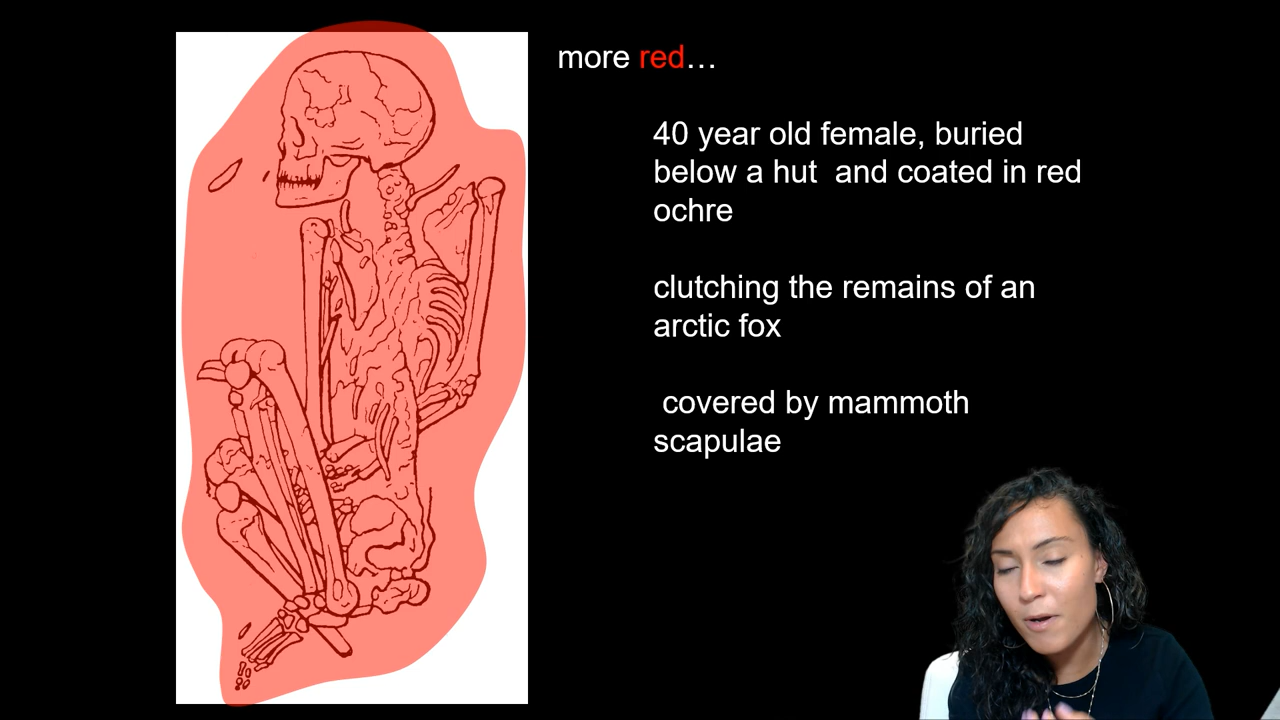 more red…
40 year old female, buried
below a hut  and coated in red
ochre
clutching the remains of an
arctic fox
covered by mammoth
scapulae